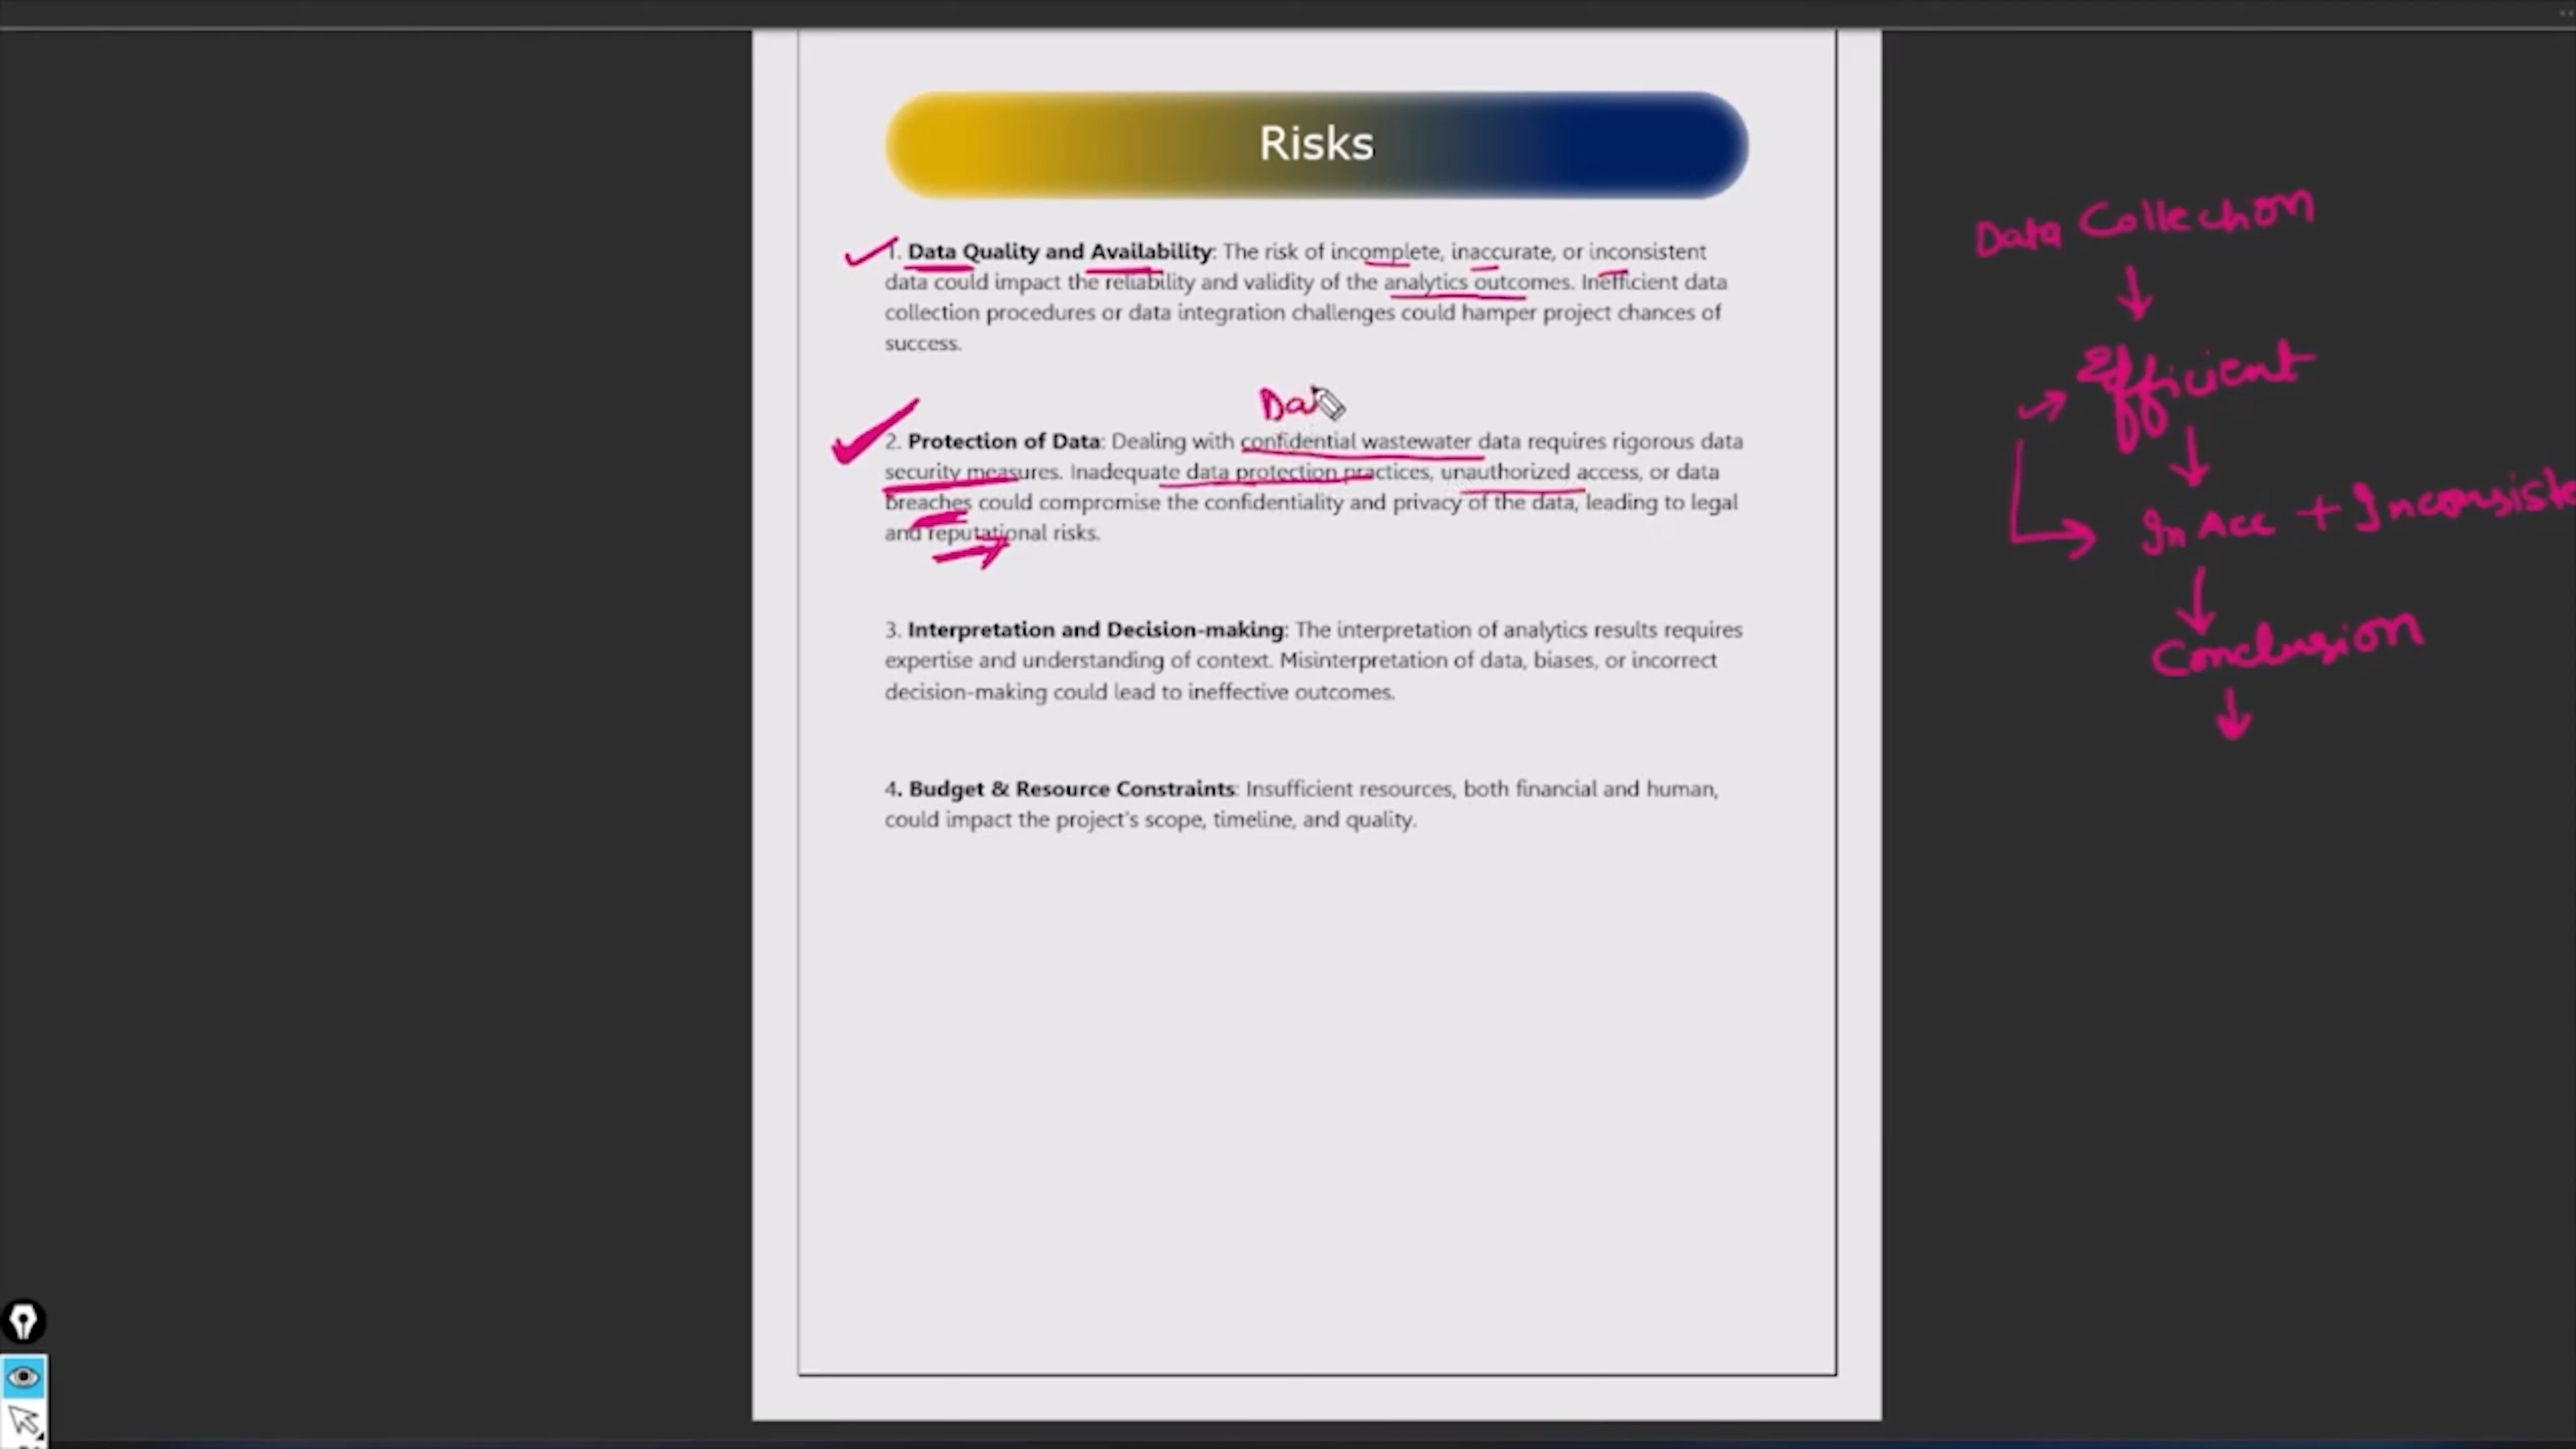 Risks
1. Data Quality and Availability: The risk of incomplete, inaccurate, or inconsistent
data could impact the reliability and validity of the analytics outcomes. Inefficient data
collection procedures or data integration challenges could hamper project chances of
success.
Da
2. Protection of Data: Dealing with confidential wastewater data requires rigorous data
security measures. Inadequate data protection practices, unauthorized access, or data
breaches could compromise the confidentiality and privacy of the data, leading to legal
and reputational risks.
3. Interpretation and Decision-making: The interpretation of analytics results requires
expertise and understanding of context. Misinterpretation of data, biases, or incorrect
decision-making could lead to ineffective outcomes.
4. Budget & Resource Constraints: Insufficient resources, both financial and human,
could impact the project's scope, timeline, and quality.
Data Collection
Efficient
In Acc + Inconsiste
Conclusion